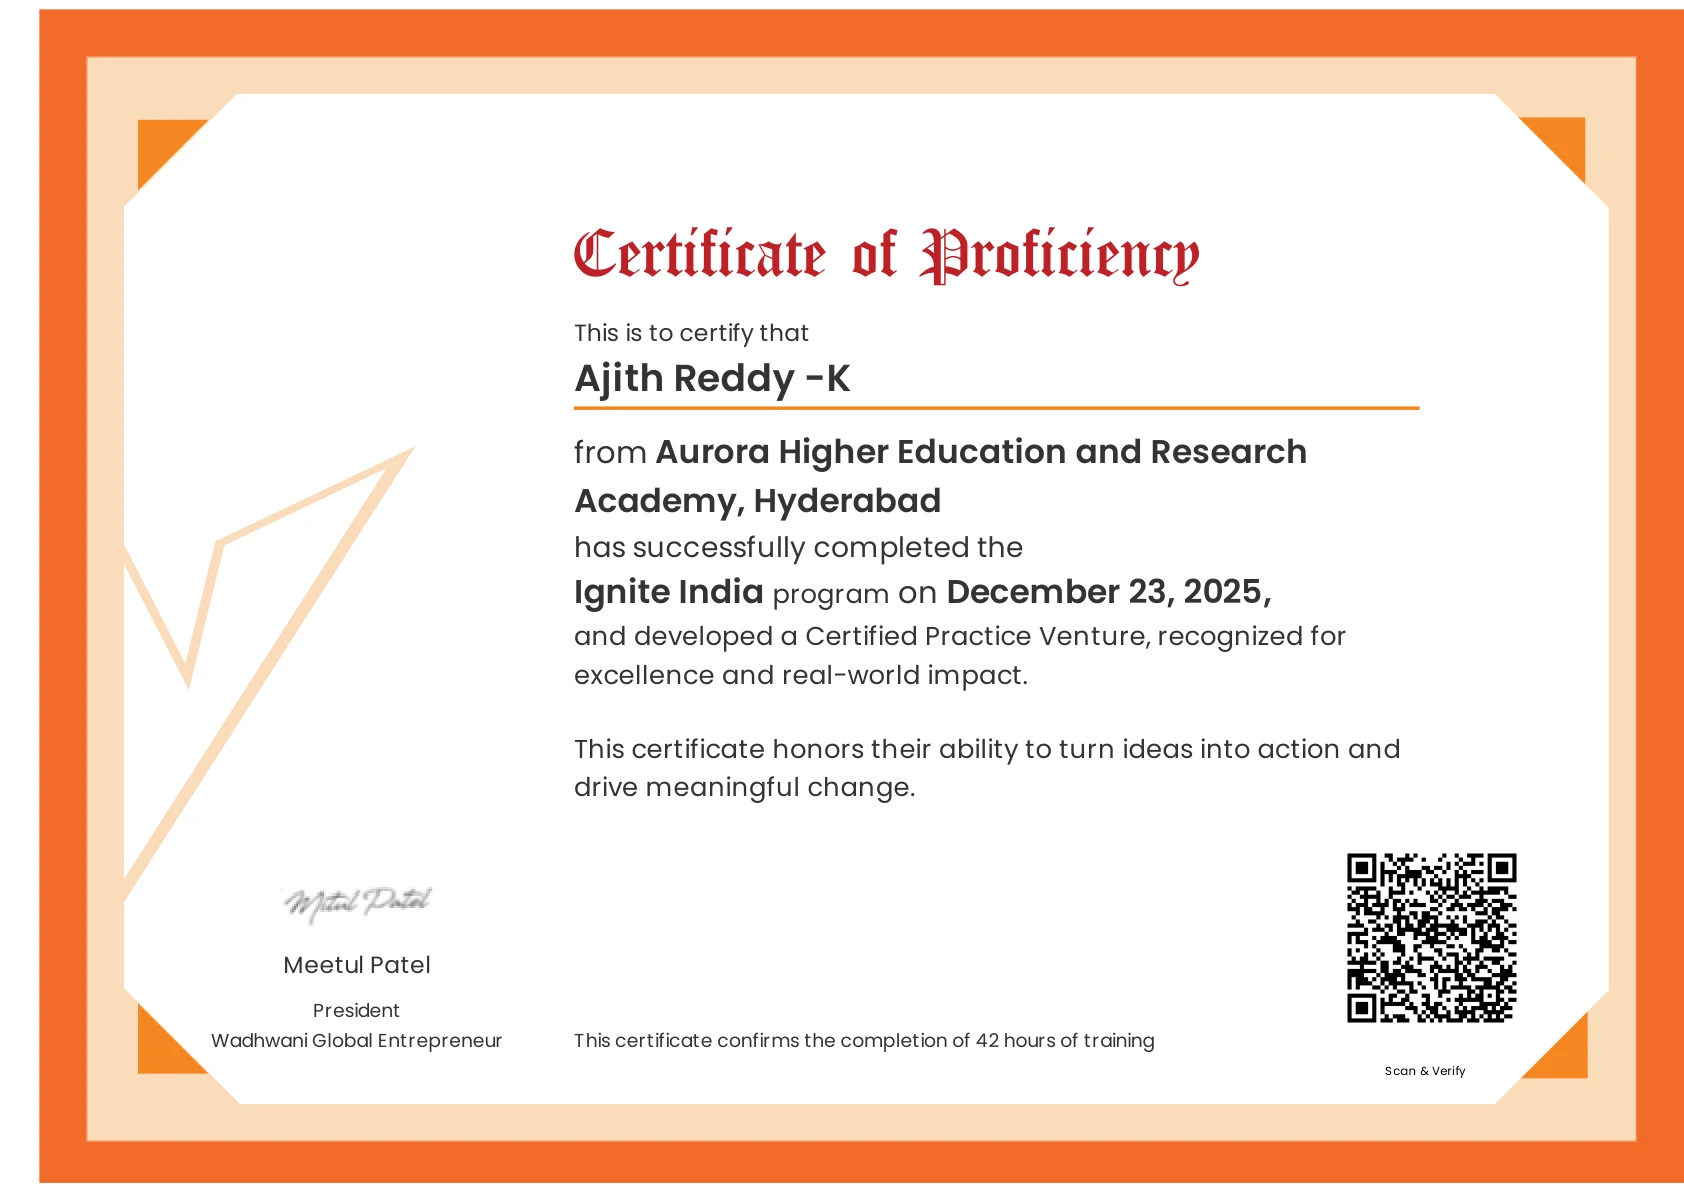 Certificate of Proficiency
This is to certify that
Ajith Reddy -K
from Aurora Higher Education and Research
Academy, Hyderabad
has successfully completed the
Ignite India program on December 23, 2025,
and developed a Certified Practice Venture, recognized for
excellence and real-world impact.
This certificate honors their ability to turn ideas into action and
drive meaningful change.
Mitul Patel
Meetul Patel
President
Wadhwani Global Entrepreneur
This certificate confirms the completion of 42 hours of training
Scan & Verify